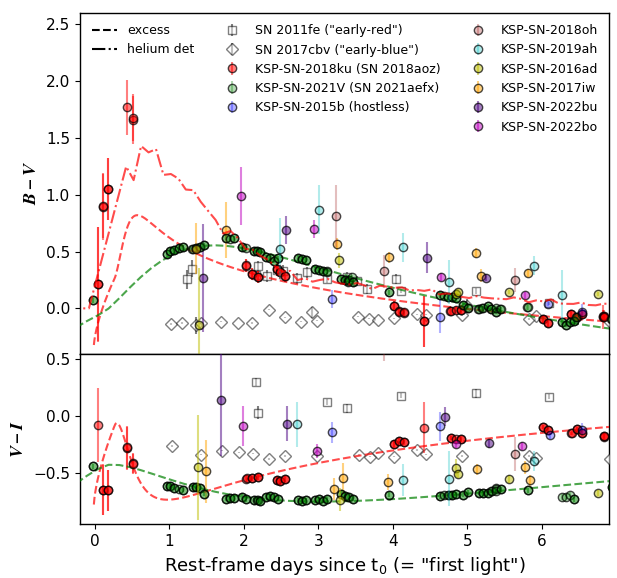 2.5
2.0
1.5
1.0
0.5
0.0
B − V
excess
helium det
SN 2011fe ("early-red")
SN 2017cbv ("early-blue")
KSP-SN-2018ku (SN 2018aoz)
KSP-SN-2021V (SN 2021aefx)
KSP-SN-2015b (hostless)
KSP-SN-2018oh
KSP-SN-2019ah
KSP-SN-2016ad
KSP-SN-2017iw
KSP-SN-2022bu
KSP-SN-2022bo
0.5
0.0
−0.5
V − I
0 1 2 3 4 5 6
Rest-frame days since t₀ (= "first light")